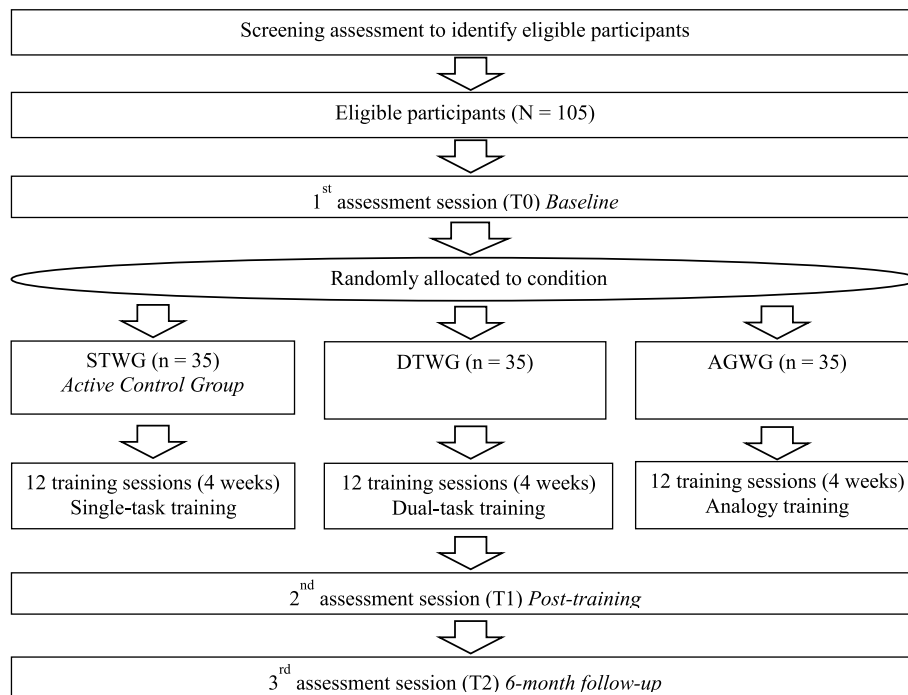 Screening assessment to identify eligible participants
Eligible participants (N = 105)
1st assessment session (T0) Baseline
Randomly allocated to condition
STWG (n = 35)
Active Control Group
DTWG (n = 35)
AGWG (n = 35)
12 training sessions (4 weeks)
Single-task training
12 training sessions (4 weeks)
Dual-task training
12 training sessions (4 weeks)
Analogy training
2nd assessment session (T1) Post-training
3rd assessment session (T2) 6-month follow-up